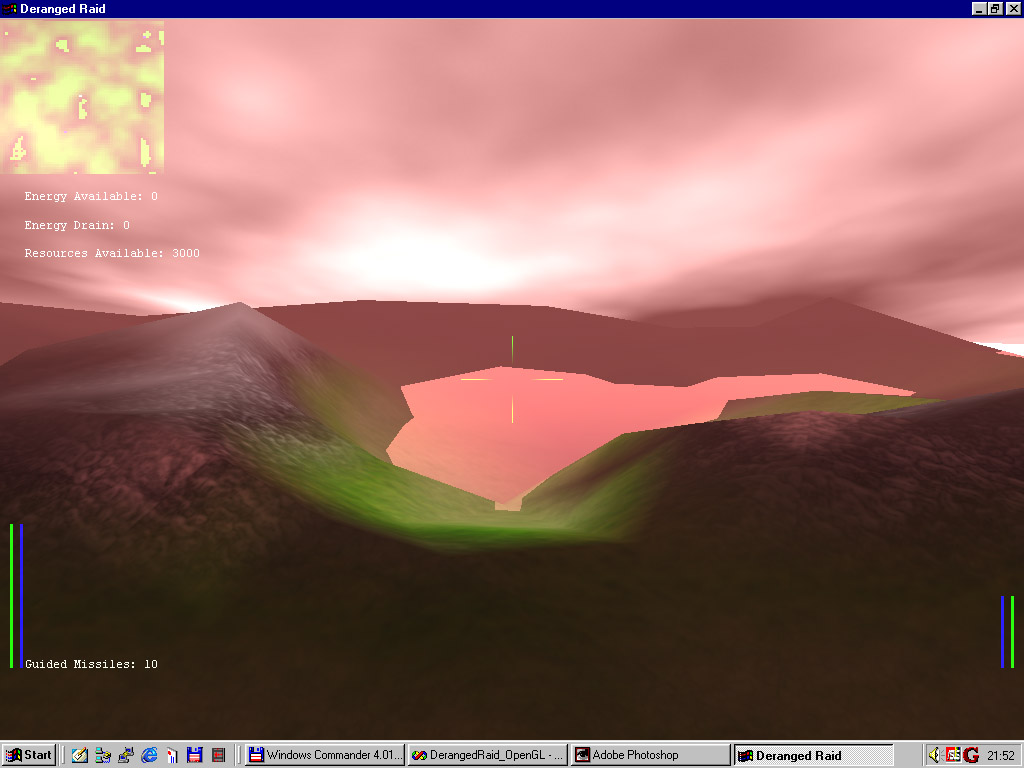 Deranged Raid
Energy Available: 0
Energy Drain: 0
Resources Available: 3000
Guided Missiles: 10
Start
Windows Commander 4.01...
DerangedRaid_OpenGL - ...
Adobe Photoshop
Deranged Raid
21:52